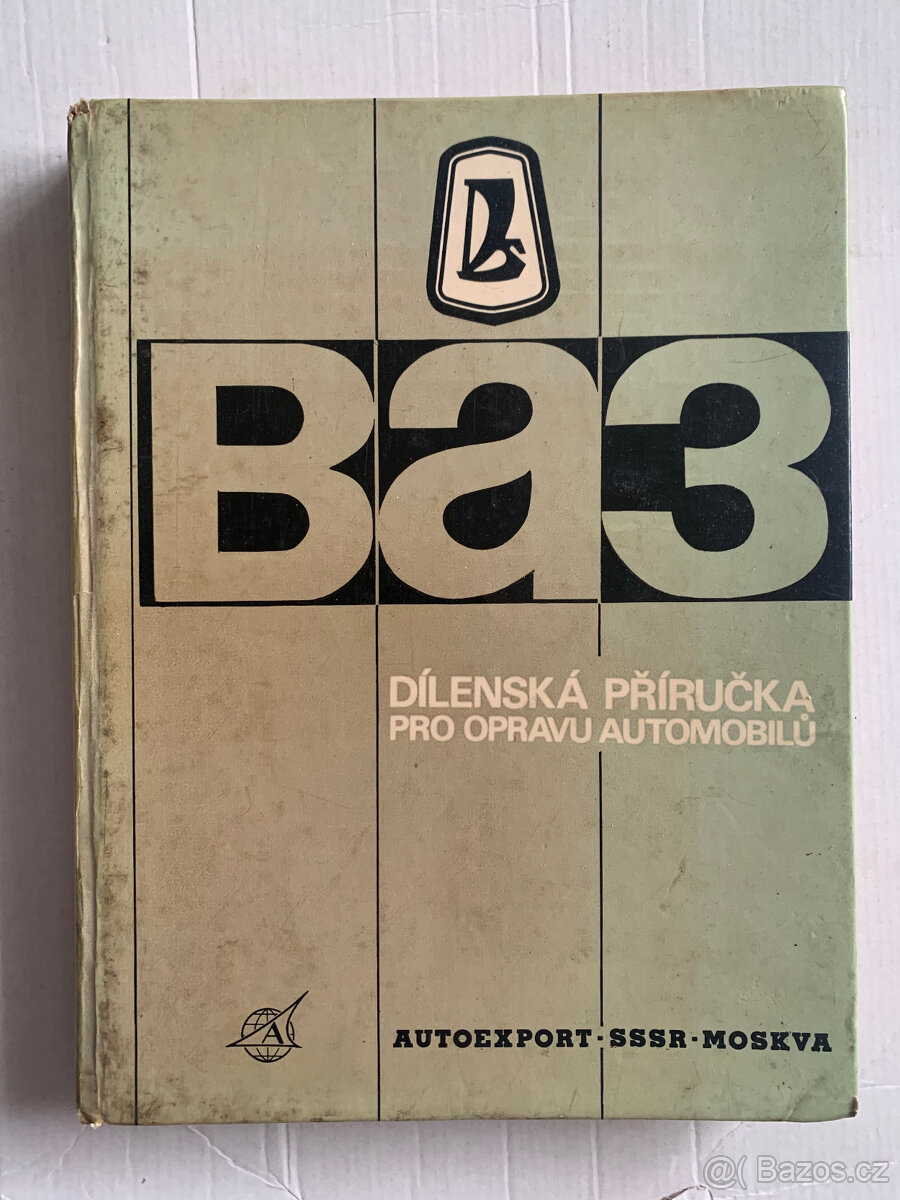 ВАЗ
DÍLENSKÁ PŘÍRUČKA
PRO OPRAVU AUTOMOBILŮ
A
AUTOEXPORT·SSSR·MOSKVA
@( Bazos.cz